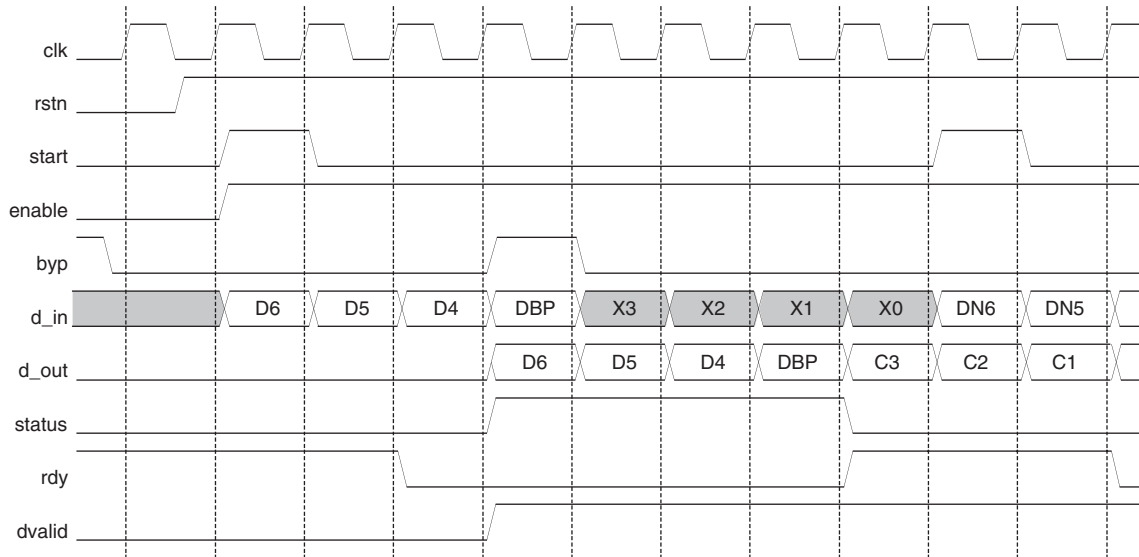 clk
rstn
start
enable
byp
d_in D6 D5 D4 DBP X3 X2 X1 X0 DN6 DN5
d_out D6 D5 D4 DBP C3 C2 C1
status
rdy
dvalid